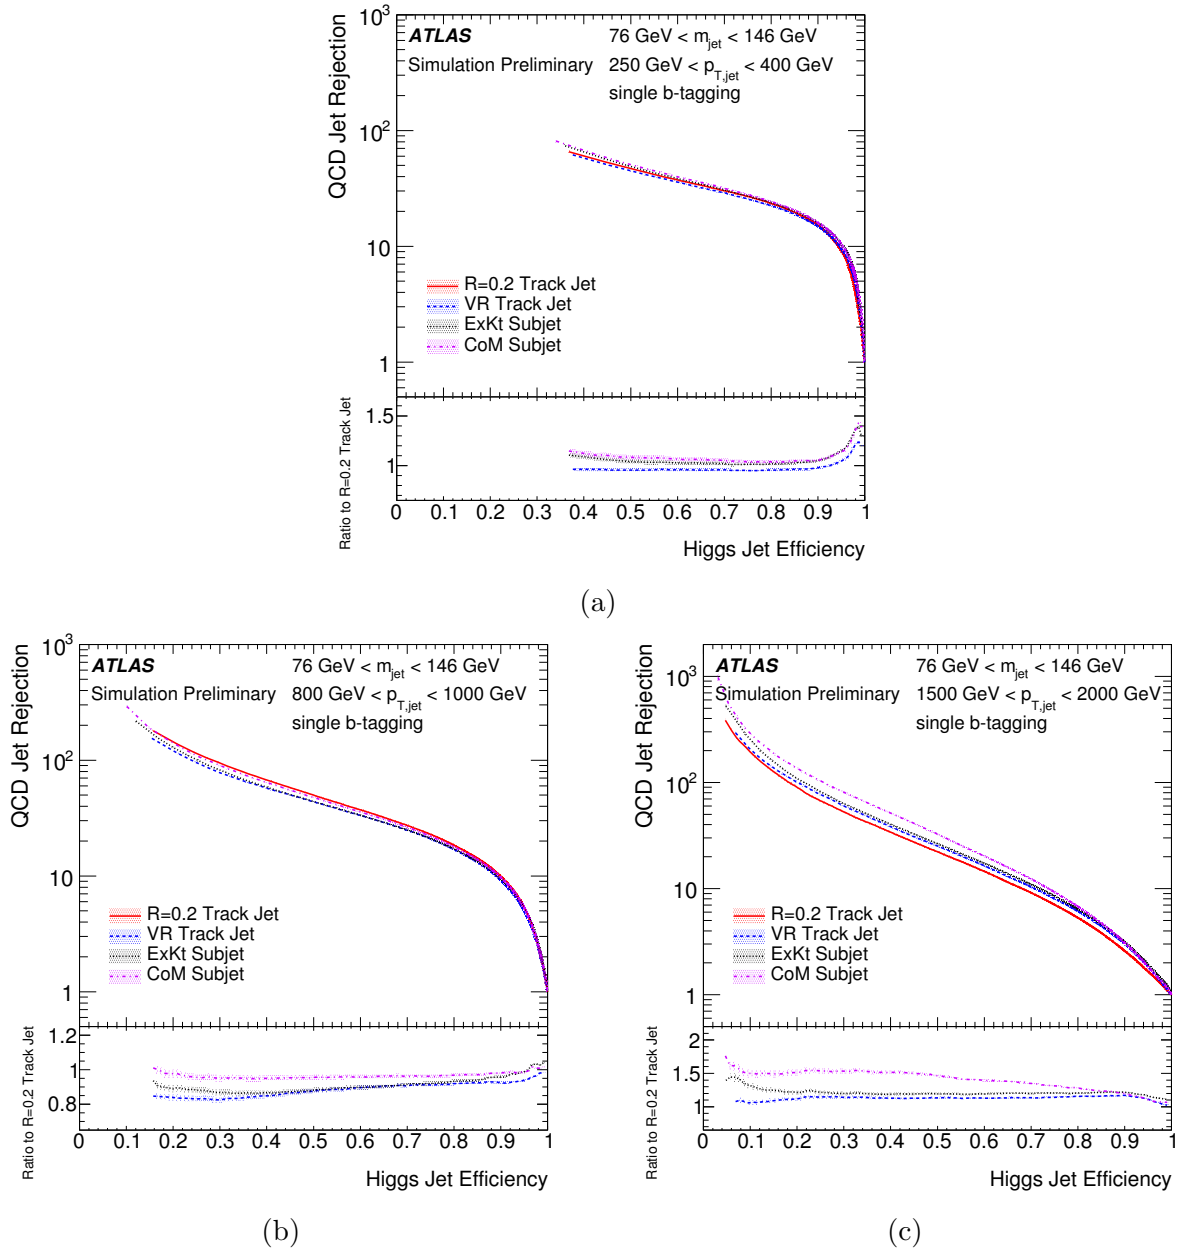 ATLAS
Simulation Preliminary
76 GeV < m_jet < 146 GeV
250 GeV < p_T,jet < 400 GeV
single b-tagging
QCD Jet Rejection
10^3
10^2
10
1
R=0.2 Track Jet
VR Track Jet
ExKt Subjet
CoM Subjet
Ratio to R=0.2 Track Jet
1.5
1
0 0.1 0.2 0.3 0.4 0.5 0.6 0.7 0.8 0.9 1
Higgs Jet Efficiency
(a)
ATLAS
Simulation Preliminary
76 GeV < m_jet < 146 GeV
800 GeV < p_T,jet < 1000 GeV
single b-tagging
QCD Jet Rejection
10^3
10^2
10
1
R=0.2 Track Jet
VR Track Jet
ExKt Subjet
CoM Subjet
Ratio to R=0.2 Track Jet
1.2
1
0.8
0 0.1 0.2 0.3 0.4 0.5 0.6 0.7 0.8 0.9 1
Higgs Jet Efficiency
(b)
ATLAS
Simulation Preliminary
76 GeV < m_jet < 146 GeV
1500 GeV < p_T,jet < 2000 GeV
single b-tagging
QCD Jet Rejection
10^3
10^2
10
1
R=0.2 Track Jet
VR Track Jet
ExKt Subjet
CoM Subjet
Ratio to R=0.2 Track Jet
2
1.5
1
0 0.1 0.2 0.3 0.4 0.5 0.6 0.7 0.8 0.9 1
Higgs Jet Efficiency
(c)